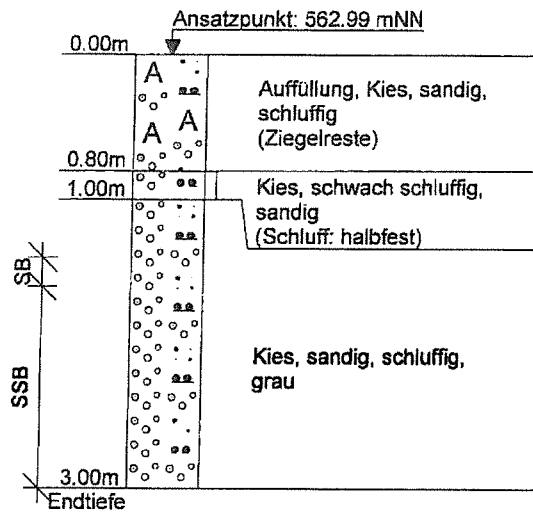 Ansatzpunkt: 562.99 mNN
0.00m
A
A A
Auffüllung, Kies, sandig,
schluffig
(Ziegelreste)
0.80m
1.00m
Kies, schwach schluffig,
sandig
(Schluff: halbfest)
SB
SSB
Kies, sandig, schluffig,
grau
3.00m
Endtiefe